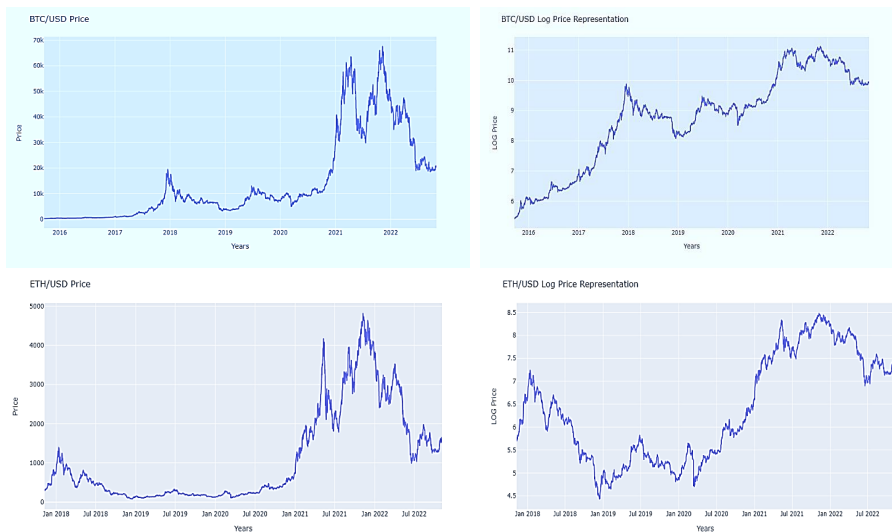 BTC/USD Price
70k
60k
50k
40k
30k
20k
10k
0
Price
2016 2017 2018 2019 2020 2021 2022
Years
BTC/USD Log Price Representation
11
10
9
8
7
6
LOG Price
2016 2017 2018 2019 2020 2021 2022
Years
ETH/USD Price
5000
4000
3000
2000
1000
0
Price
Jan 2018 Jul 2018 Jan 2019 Jul 2019 Jan 2020 Jul 2020 Jan 2021 Jul 2021 Jan 2022 Jul 2022
Years
ETH/USD Log Price Representation
8.5
8
7.5
7
6.5
6
5.5
5
4.5
LOG Price
Jan 2018 Jul 2018 Jan 2019 Jul 2019 Jan 2020 Jul 2020 Jan 2021 Jul 2021 Jan 2022 Jul 2022
Years